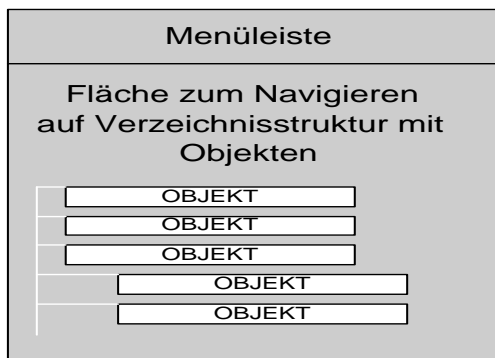 Menüleiste
Fläche zum Navigieren
auf Verzeichnisstruktur mit
Objekten
OBJEKT
OBJEKT
OBJEKT
OBJEKT
OBJEKT